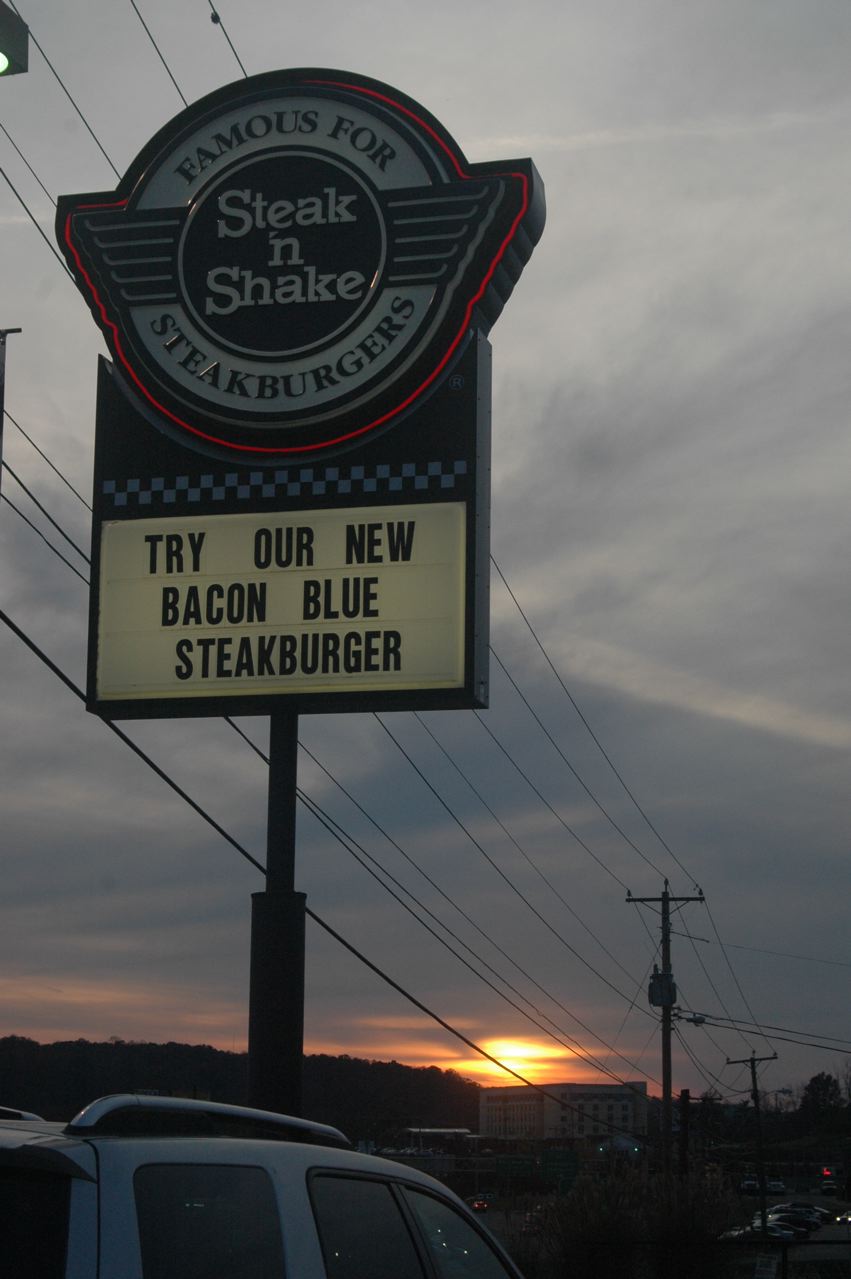 FAMOUS FOR
Steak
'n
Shake
STEAKBURGERS
®
TRY OUR NEW
BACON BLUE
STEAKBURGER